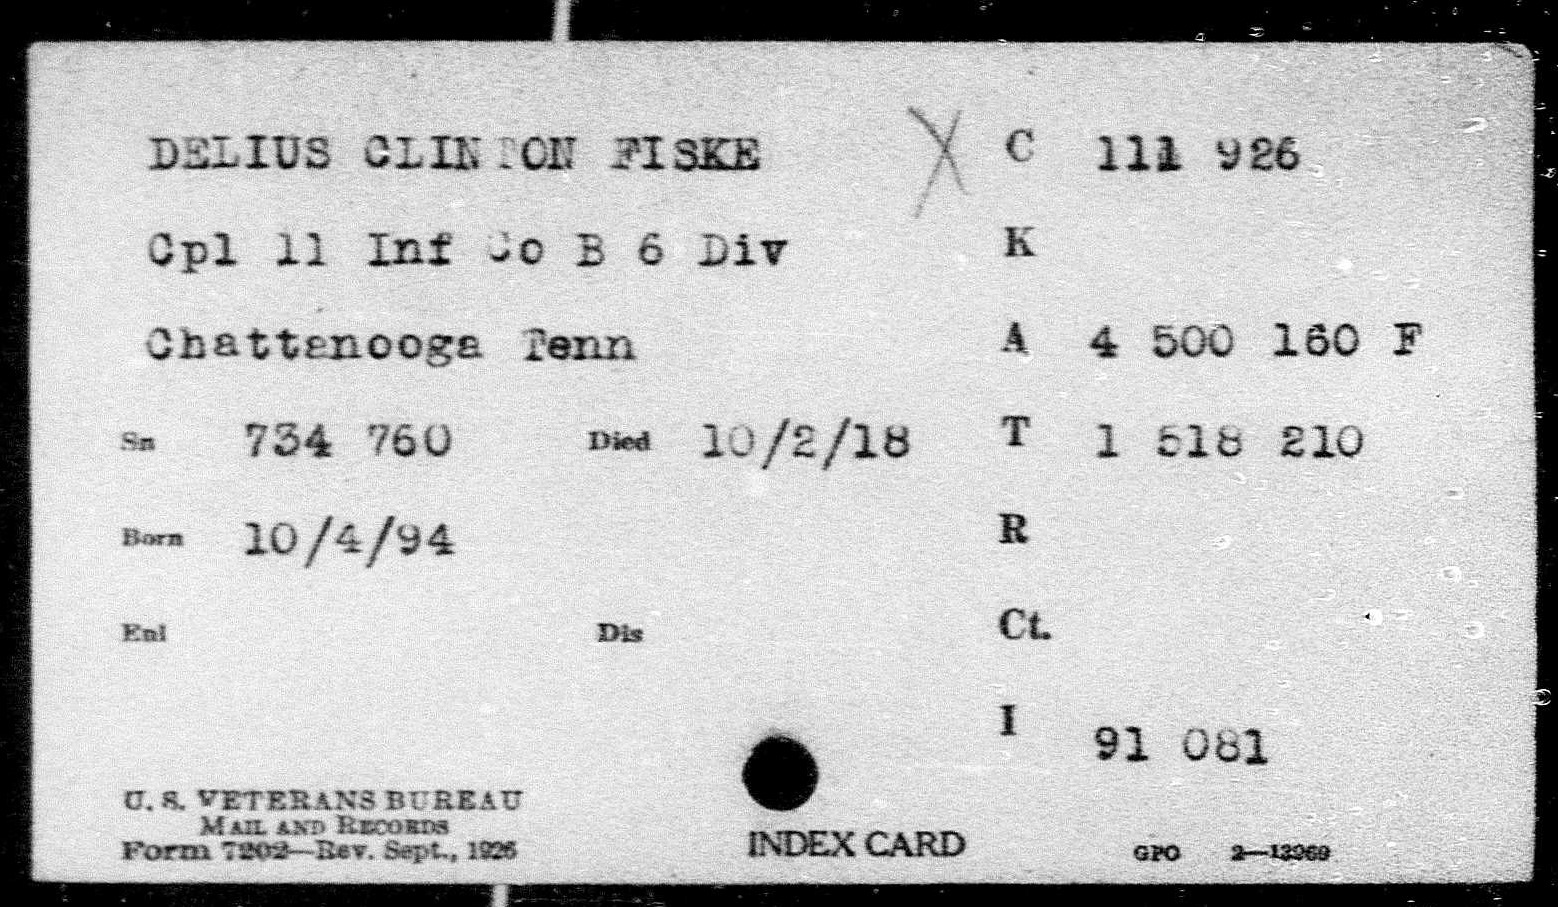 DELIUS CLINTON FISKE X C 111 926
Cpl 11 Inf Co B 6 Div K
Chattanooga Tenn A 4 500 160 F
Sn 734 760 Died 10/2/18 T 1 518 210
Born 10/4/94 R
Enl Dis Ct.
I 91 081
U. S. VETERANS BUREAU
MAIL AND RECORDS
Form 7202—Rev. Sept., 1926
INDEX CARD
GPO 2—13969